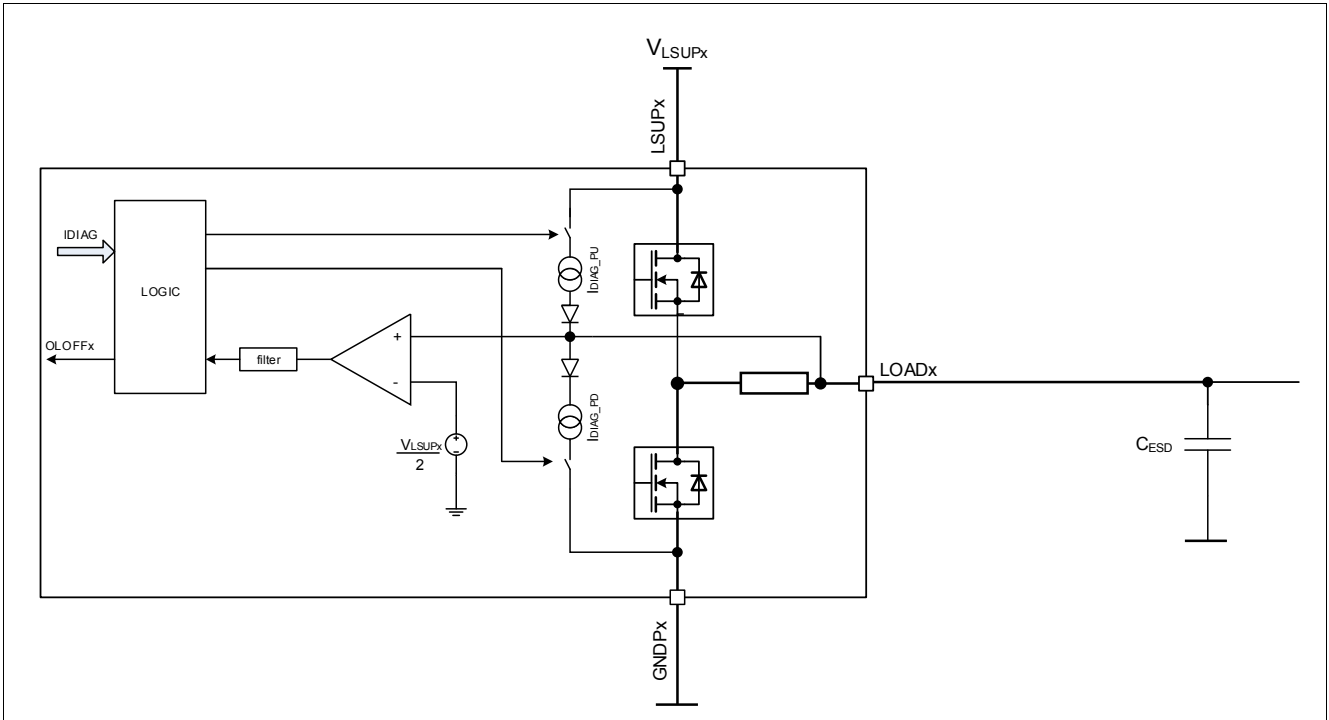 VLSUPx
LSUPx
IDIAG
LOGIC
OLOFFx
filter
+
-
VLSUPx
2
+
-
IDIAG_PU
IDIAG_PD
LOADx
CESD
GNDPx